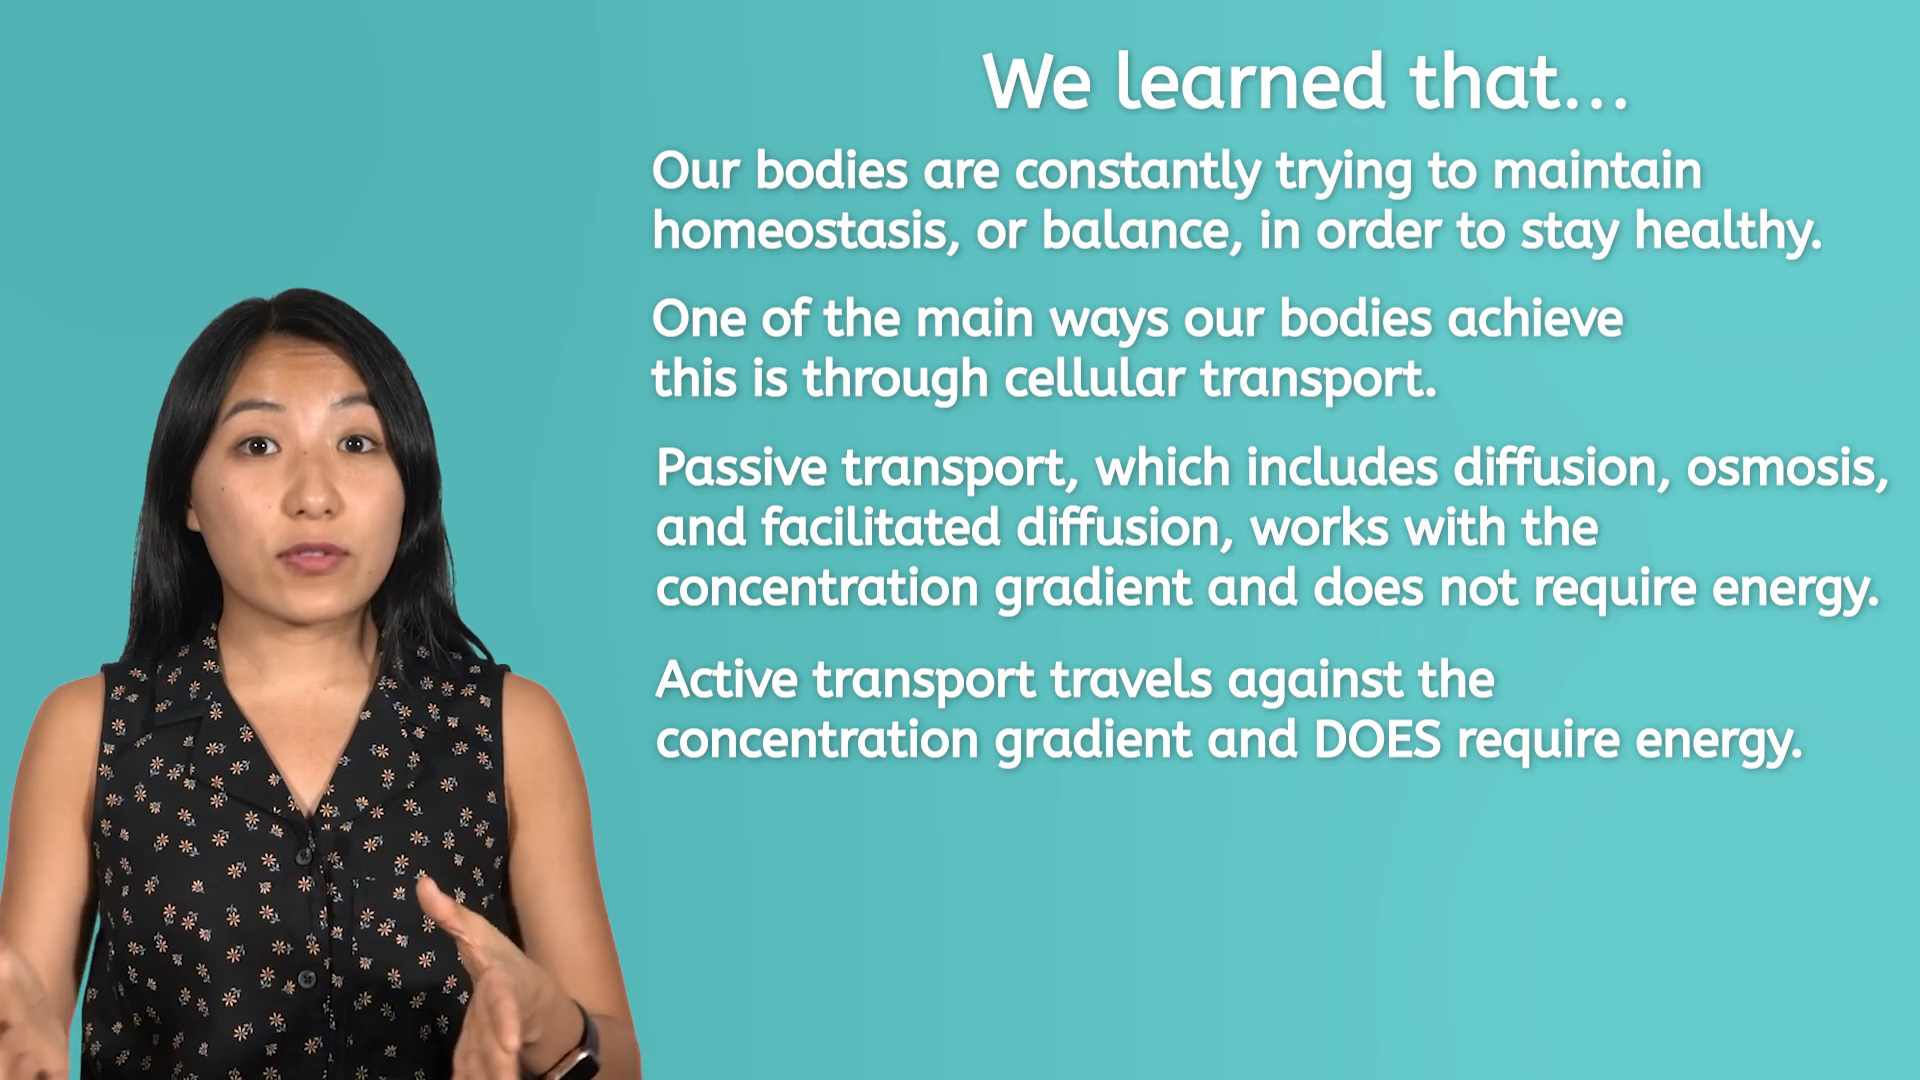 We learned that...
Our bodies are constantly trying to maintain
homeostasis, or balance, in order to stay healthy.
One of the main ways our bodies achieve
this is through cellular transport.
Passive transport, which includes diffusion, osmosis,
and facilitated diffusion, works with the
concentration gradient and does not require energy.
Active transport travels against the
concentration gradient and DOES require energy.